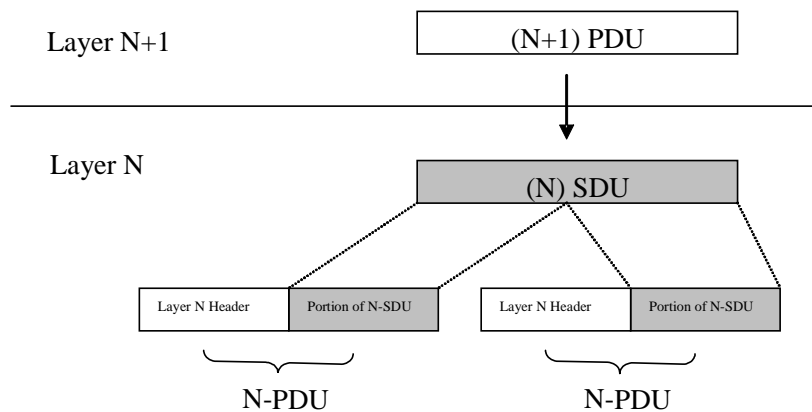 Layer N+1
(N+1) PDU
Layer N
(N) SDU
Layer N Header
Portion of N-SDU
Layer N Header
Portion of N-SDU
N-PDU
N-PDU